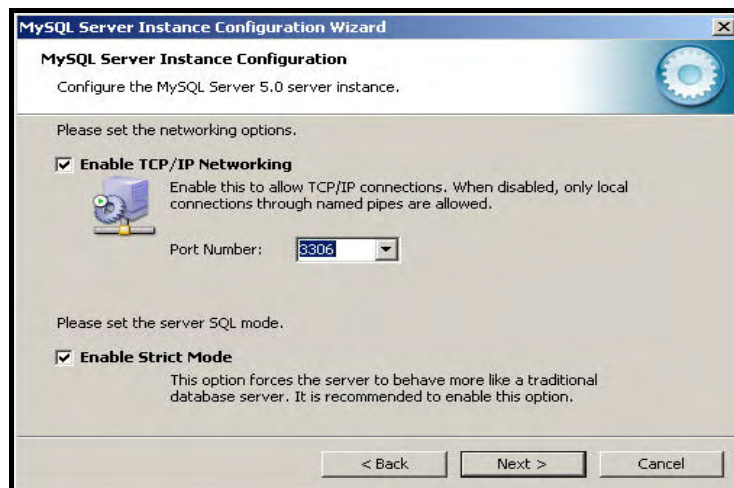 MySQL Server Instance Configuration Wizard
MySQL Server Instance Configuration
Configure the MySQL Server 5.0 server instance.
Please set the networking options.
Enable TCP/IP Networking
Enable this to allow TCP/IP connections. When disabled, only local
connections through named pipes are allowed.
Port Number: 3306
Please set the server SQL mode.
Enable Strict Mode
This option forces the server to behave more like a traditional
database server. It is recommended to enable this option.
< Back Next > Cancel